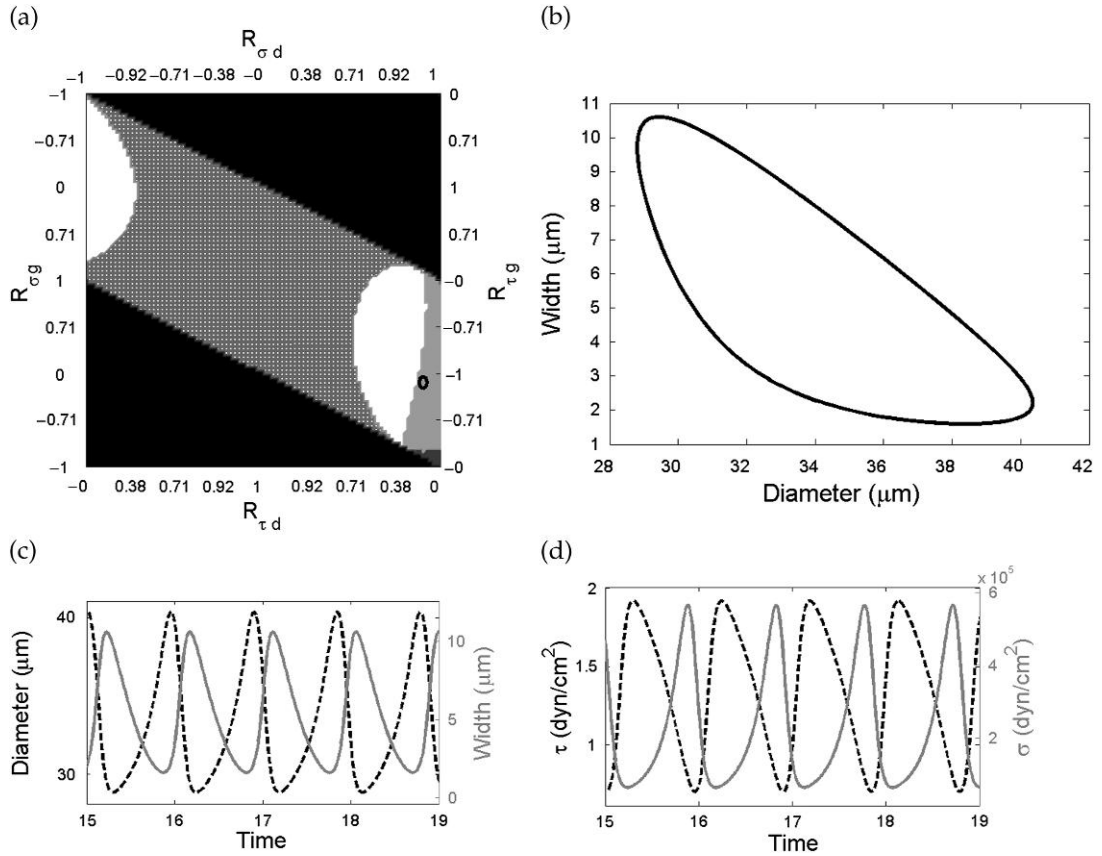 (a)
R σ d
−1 −0.92 −0.71 −0.38 −0 0.38 0.71 0.92 1
−1 0
−0.71 0.71
0 1
0.71 0.71
R σ g 1 −0 R τ g
0.71 −0.71
0 −1
−0.71 −0.71
−1 −0
−0 0.38 0.71 0.92 1 0.92 0.71 0.38 0
R τ d
(b)
11
10
9
8
7
6
5
4
3
2
1
Width (μm)
28 30 32 34 36 38 40 42
Diameter (μm)
(c)
40
30
Diameter (μm)
10
5
0
Width (μm)
15 16 17 18 19
Time
(d)
2
1.5
1
τ (dyn/cm²)
x 10⁵
6
4
2
σ (dyn/cm²)
15 16 17 18 19
Time